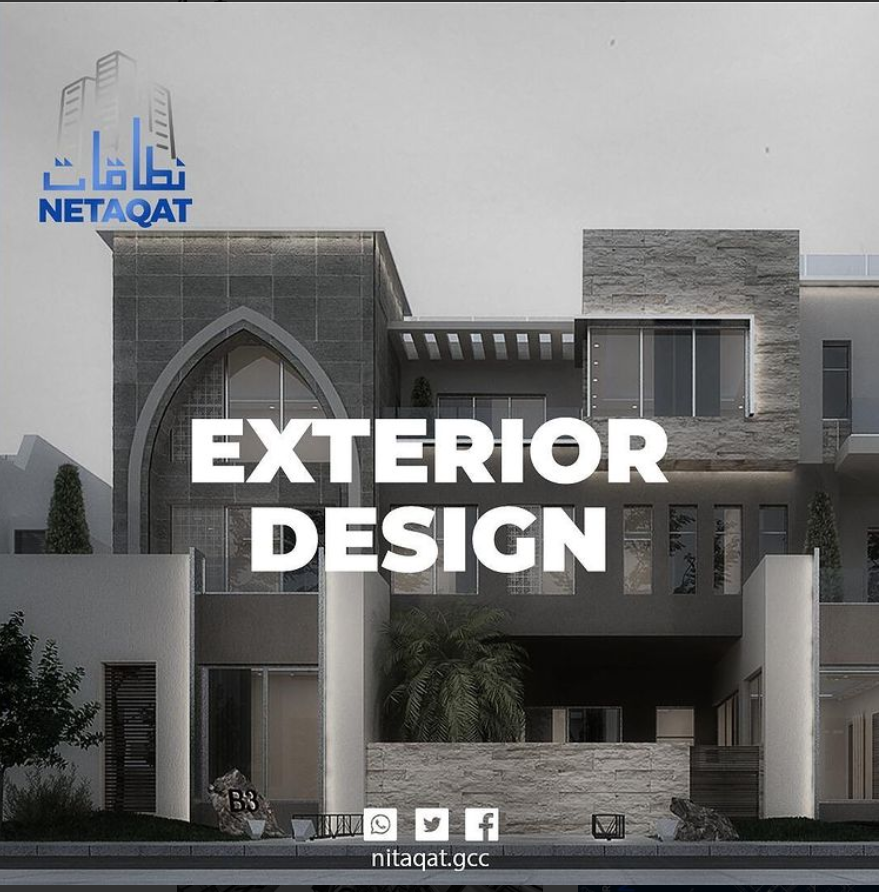 نطاقات
NETAQAT
EXTERIOR
DESIGN
B3
nitaqat.gcc